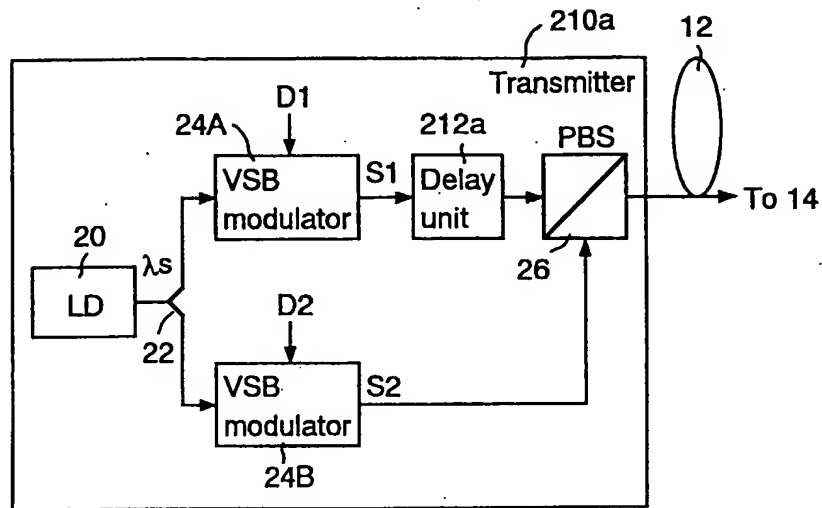 210a
12
Transmitter
D1
24A
212a
PBS
VSB
modulator
S1
Delay
unit
To 14
20
λs
26
LD
22
D2
VSB
modulator
S2
24B